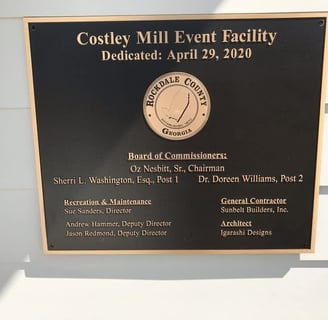 Costley Mill Event Facility
Dedicated: April 29, 2020
ROCKDALE COUNTY
GEORGIA
Board of Commissioners:
Oz Nesbitt, Sr., Chairman
Sherri L. Washington, Esq., Post 1 Dr. Doreen Williams, Post 2
Recreation & Maintenance
Sue Sanders, Director
Andrew Hammer, Deputy Director
Jason Redmond, Deputy Director
General Contractor
Sunbelt Builders, Inc.
Architect
Igarashi Designs